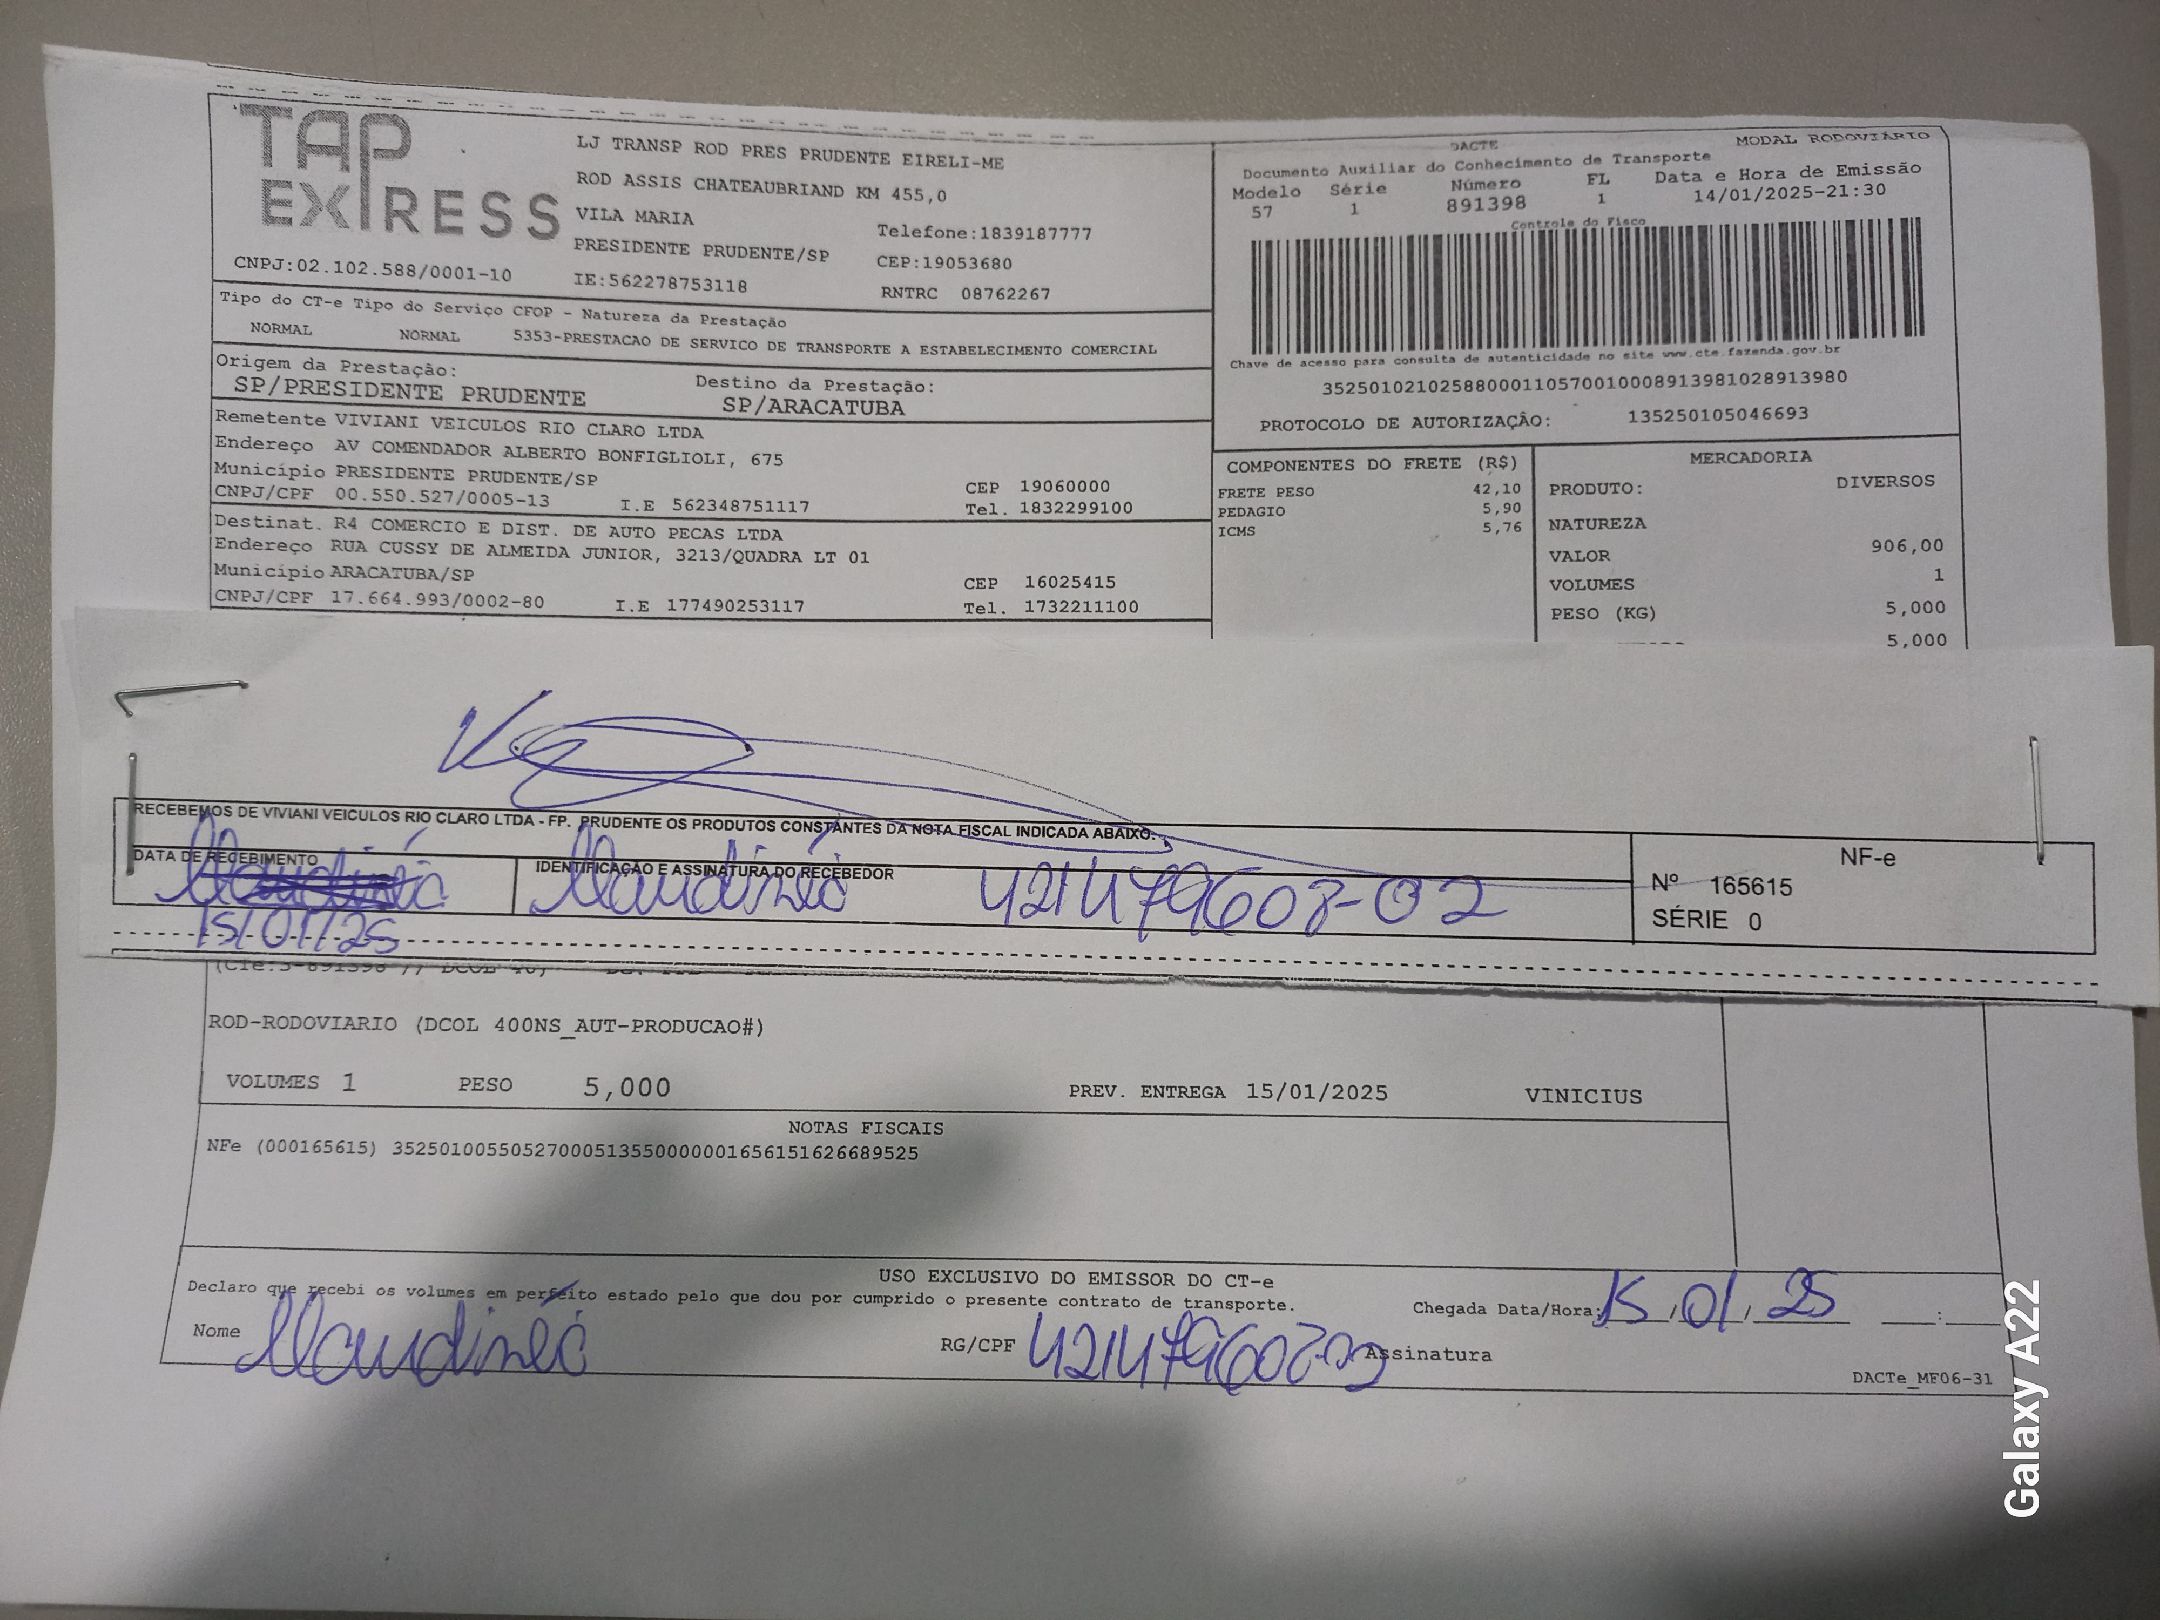 TAP
EXPRESS
LJ TRANSP ROD PRES PRUDENTE EIRELI-ME
ROD ASSIS CHATEAUBRIAND KM 455,0
VILA MARIA
Telefone:1839187777
PRESIDENTE PRUDENTE/SP
CEP:19053680
CNPJ:02.102.588/0001-10
IE:562278753118
RNTRC 08762267
DACTE
MODAL RODOVIÁRIO
Documento Auxiliar do Conhecimento de Transporte
Modelo Série Número FL Data e Hora de Emissão
57 1 891398 1 14/01/2025-21:30
Controle do Fisco
Chave de acesso para consulta de autenticidade no site www.cte.fazenda.gov.br
35250102102588000110570010008913981028913980
PROTOCOLO DE AUTORIZAÇÃO: 135250105046693
Tipo do CT-e Tipo do Serviço CFOP - Natureza da Prestação
NORMAL NORMAL 5353-PRESTACAO DE SERVICO DE TRANSPORTE A ESTABELECIMENTO COMERCIAL
Origem da Prestação: Destino da Prestação:
SP/PRESIDENTE PRUDENTE SP/ARACATUBA
Remetente VIVIANI VEICULOS RIO CLARO LTDA
Endereço AV COMENDADOR ALBERTO BONFIGLIOLI, 675
Município PRESIDENTE PRUDENTE/SP CEP 19060000
CNPJ/CPF 00.550.527/0005-13 I.E 562348751117 Tel. 1832299100
Destinat. R4 COMERCIO E DIST. DE AUTO PECAS LTDA
Endereço RUA CUSSY DE ALMEIDA JUNIOR, 3213/QUADRA LT 01
Município ARACATUBA/SP CEP 16025415
CNPJ/CPF 17.664.993/0002-80 I.E 177490253117 Tel. 1732211100
COMPONENTES DO FRETE (R$)
FRETE PESO 42,10
PEDAGIO 5,90
ICMS 5,76
MERCADORIA
PRODUTO: DIVERSOS
NATUREZA
VALOR 906,00
VOLUMES 1
PESO (KG) 5,000
5,000
RECEBEMOS DE VIVIANI VEICULOS RIO CLARO LTDA - FP. PRUDENTE OS PRODUTOS CONSTANTES DA NOTA FISCAL INDICADA ABAIXO.
DATA DE RECEBIMENTO
15/01/25
IDENTIFICAÇÃO E ASSINATURA DO RECEBEDOR
Claudinéi 421479608-02
NF-e
Nº 165615
SÉRIE 0
ROD-RODOVIARIO (DCOL 400NS_AUT-PRODUCAO#)
VOLUMES 1 PESO 5,000 PREV. ENTREGA 15/01/2025 VINICIUS
NOTAS FISCAIS
NFe (000165615) 35250100550527000513550000001656151626689525
USO EXCLUSIVO DO EMISSOR DO CT-e
Declaro que recebi os volumes em perfeito estado pelo que dou por cumprido o presente contrato de transporte.
Chegada Data/Hora: 15/01/25
Nome Claudinéi RG/CPF 421479608-02 Assinatura
DACTe_MF06-31
Galaxy A22